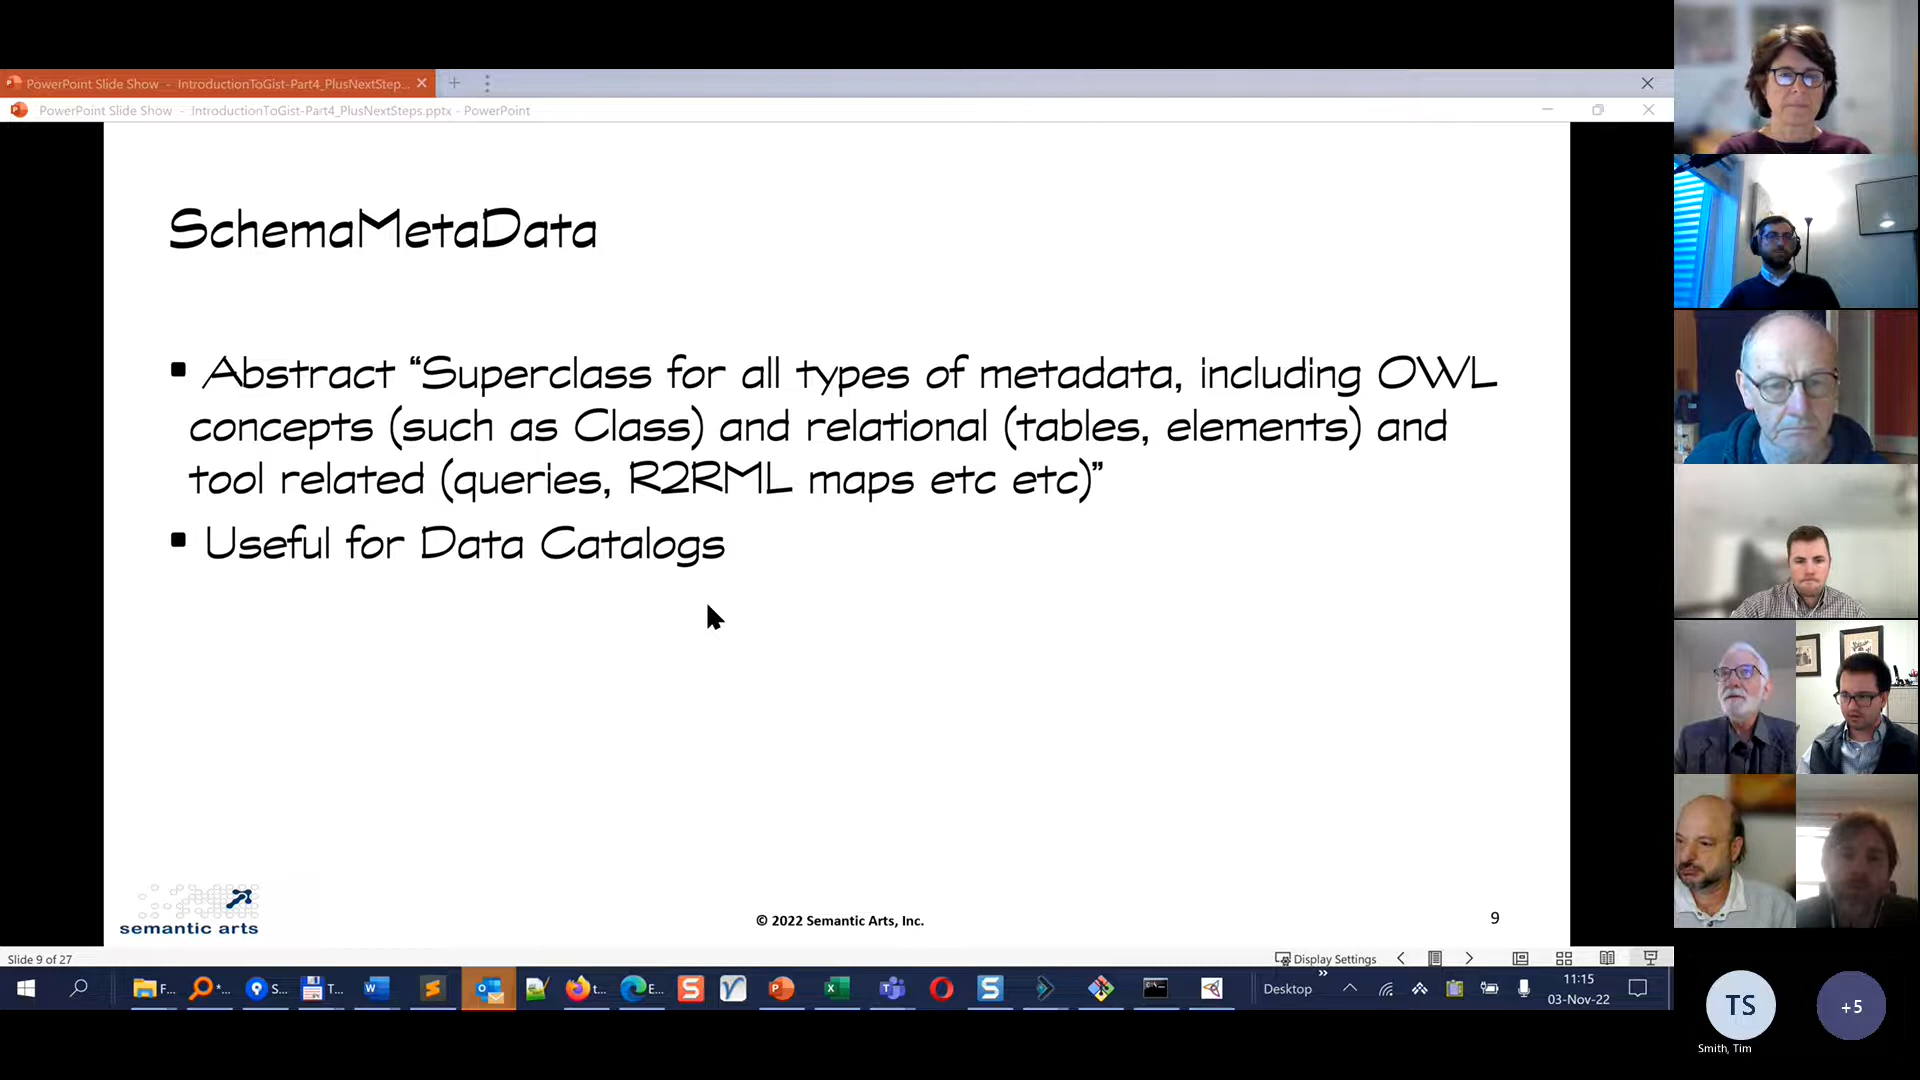 PowerPoint Slide Show - IntroductionToGist-Part4_PlusNextStep...
PowerPoint Slide Show - IntroductionToGist-Part4_PlusNextSteps.pptx - PowerPoint
SchemaMetaData
Abstract “Superclass for all types of metadata, including OWL
concepts (such as Class) and relational (tables, elements) and
tool related (queries, R2RML maps etc etc)”
Useful for Data Catalogs
semantic arts
© 2022 Semantic Arts, Inc.
9
Slide 9 of 27
Display Settings
F... *... S... T... t... E...
Desktop
11:15
03-Nov-22
TS
+5
Smith, Tim